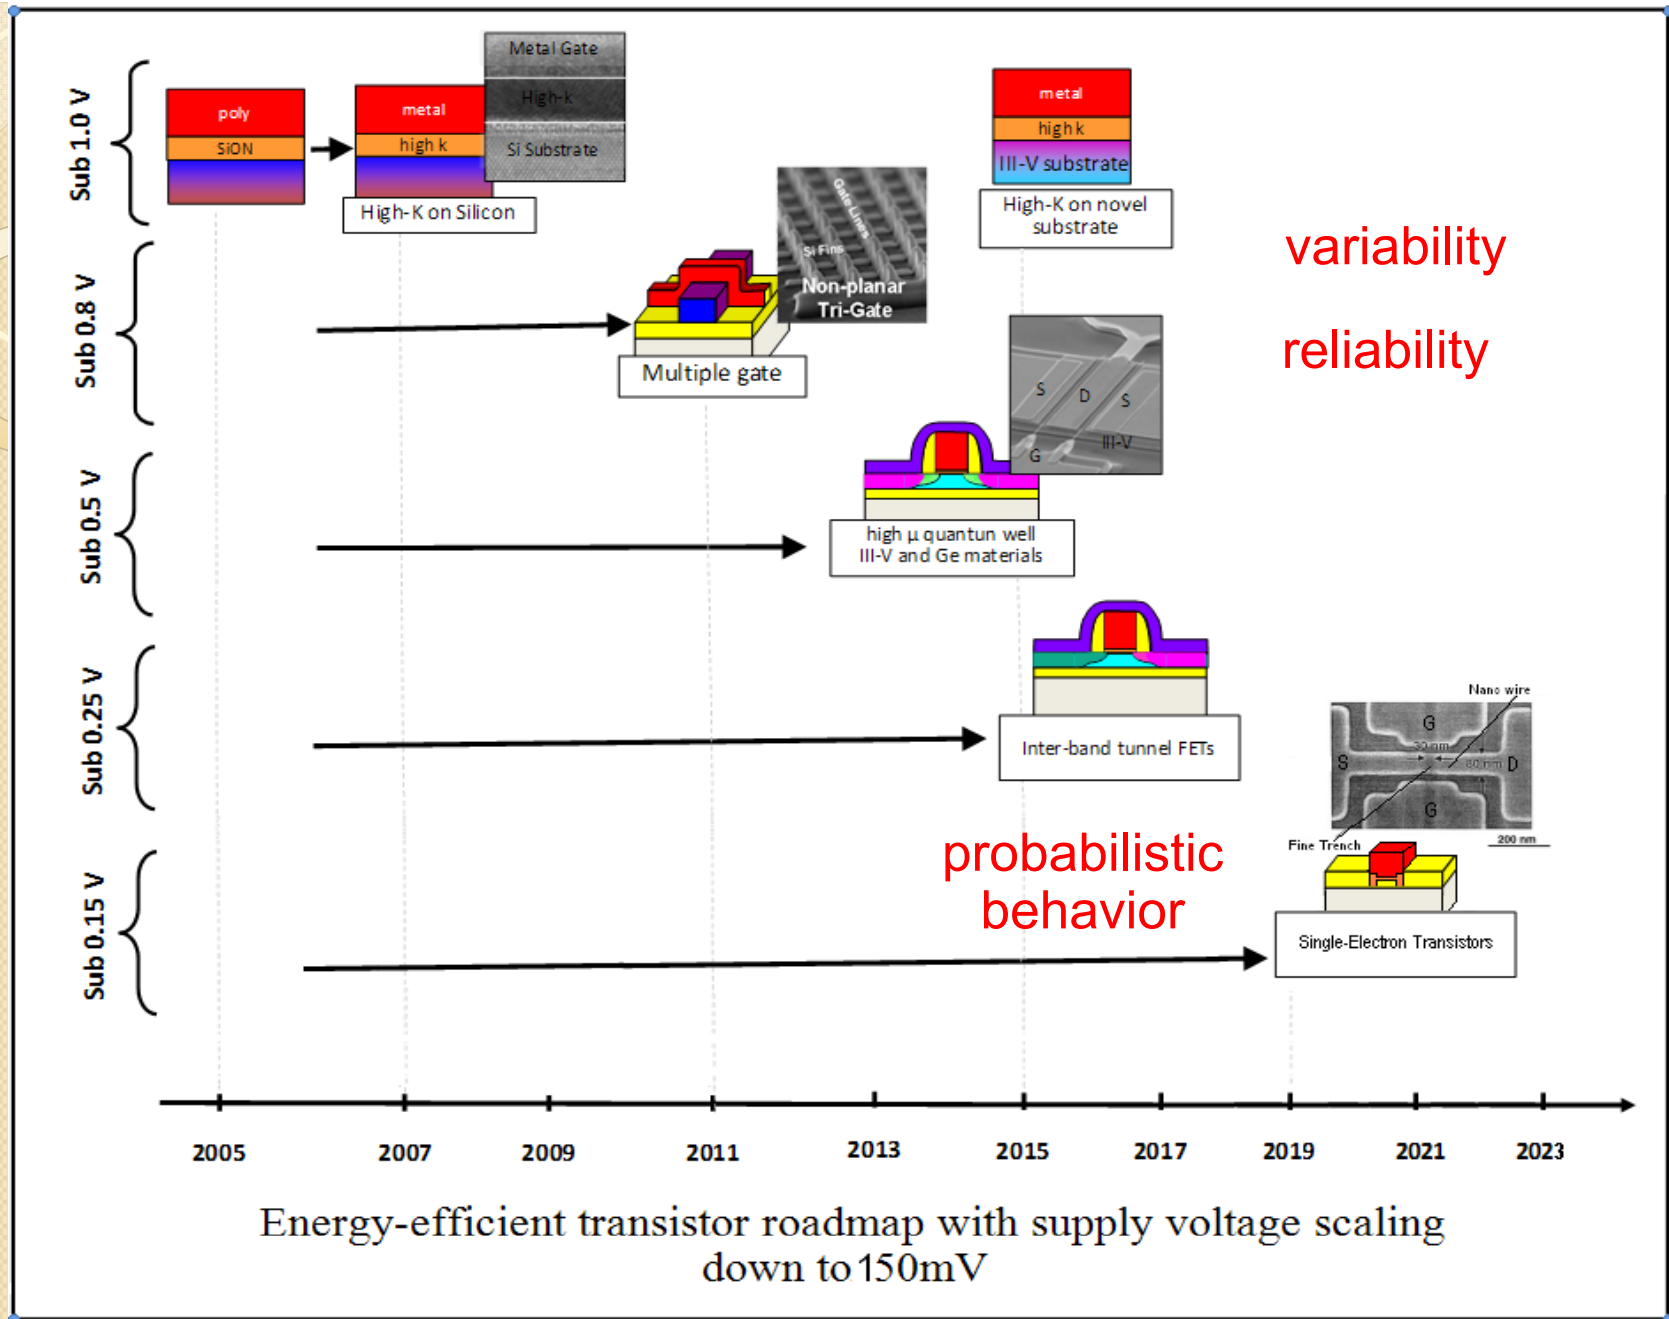 Sub 1.0 V
poly
SiON
metal
high k
High-K on Silicon
Metal Gate
High-k
Si Substrate
metal
high k
III-V substrate
High-K on novel
substrate
variability
reliability
Sub 0.8 V
Gate Lines
Si Fins
Non-planar
Tri-Gate
Multiple gate
S
D
S
III-V
G
Sub 0.5 V
high μ quantun well
III-V and Ge materials
Sub 0.25 V
Inter-band tunnel FETs
Nano wire
G
30 nm
S
80 nm
D
G
Fine Trench
200 nm
probabilistic
behavior
Sub 0.15 V
Single-Electron Transistors
2005 2007 2009 2011 2013 2015 2017 2019 2021 2023
Energy-efficient transistor roadmap with supply voltage scaling
down to 150mV